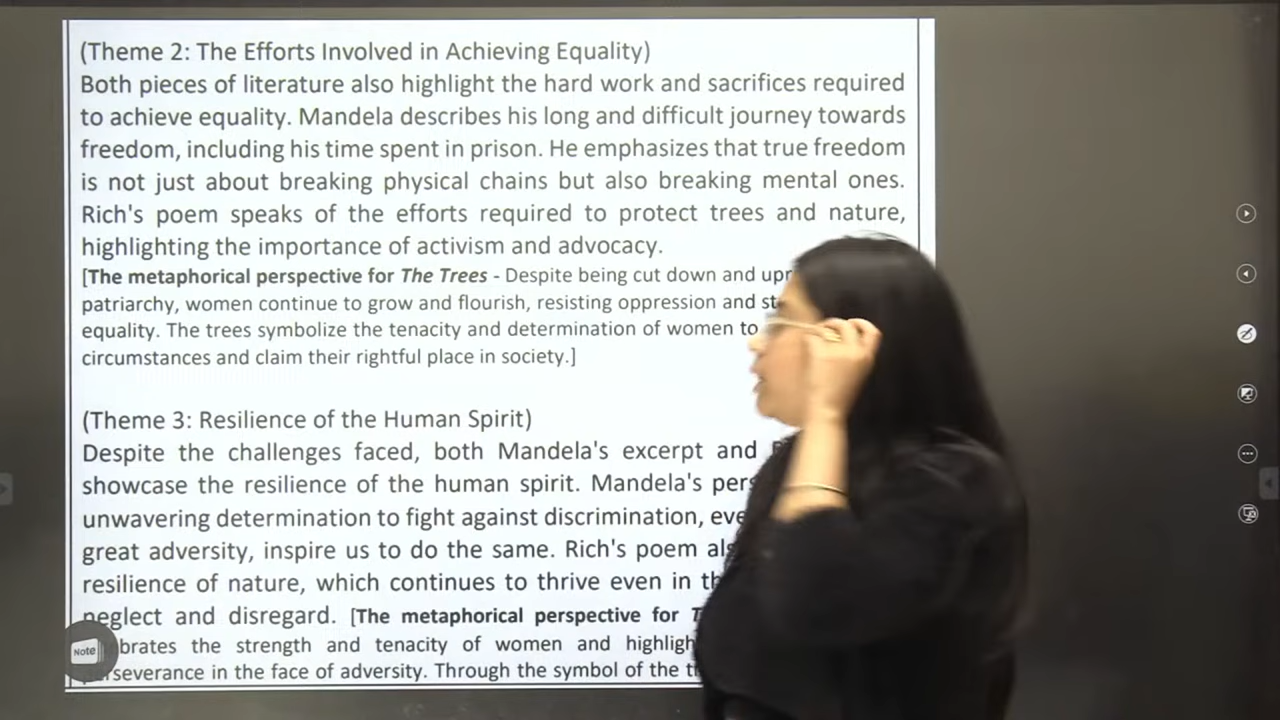 (Theme 2: The Efforts Involved in Achieving Equality)
Both pieces of literature also highlight the hard work and sacrifices required
to achieve equality. Mandela describes his long and difficult journey towards
freedom, including his time spent in prison. He emphasizes that true freedom
is not just about breaking physical chains but also breaking mental ones.
Rich's poem speaks of the efforts required to protect trees and nature,
highlighting the importance of activism and advocacy.
[The metaphorical perspective for The Trees - Despite being cut down and
patriarchy, women continue to grow and flourish, resisting oppression and
equality. The trees symbolize the tenacity and determination of women to
circumstances and claim their rightful place in society.]
(Theme 3: Resilience of the Human Spirit)
Despite the challenges faced, both Mandela's excerpt and
showcase the resilience of the human spirit. Mandela's
unwavering determination to fight against discrimination,
great adversity, inspire us to do the same. Rich's poem
resilience of nature, which continues to thrive even in
neglect and disregard. [The metaphorical perspective for
the strength and tenacity of women and
perseverance in the face of adversity. Through the symbol of the
Note